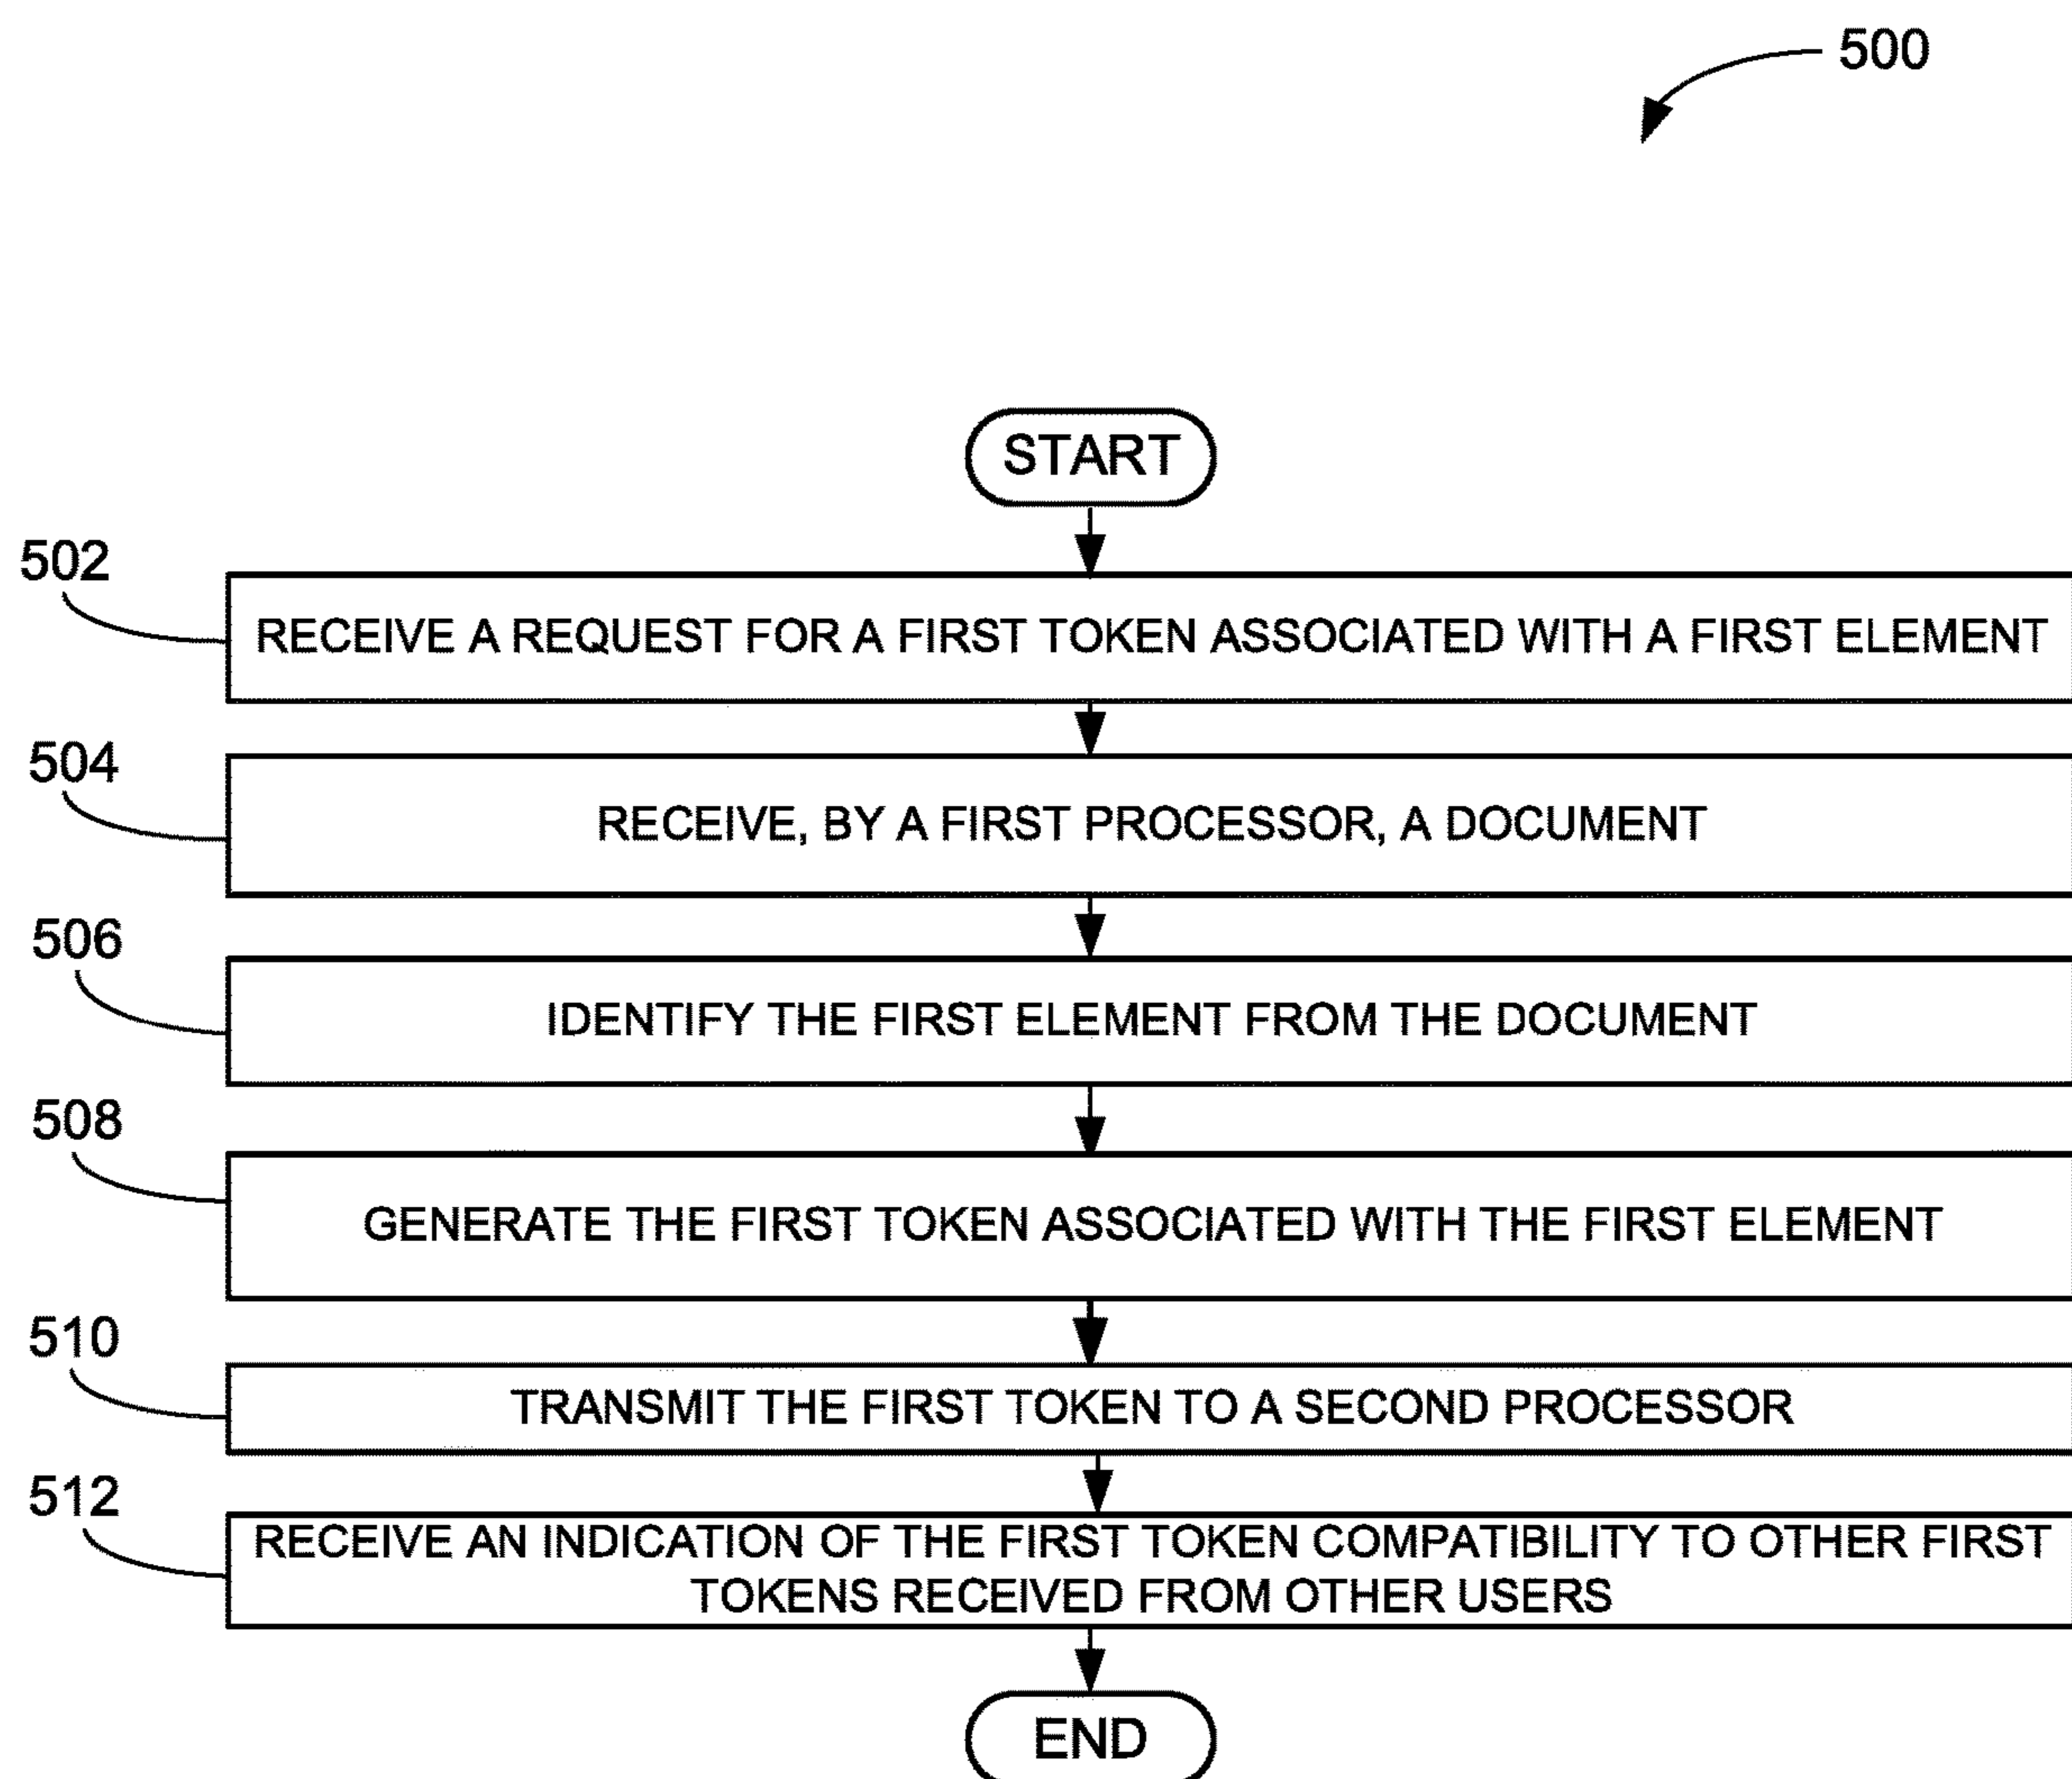 500
START
502
RECEIVE A REQUEST FOR A FIRST TOKEN ASSOCIATED WITH A FIRST ELEMENT
504
RECEIVE, BY A FIRST PROCESSOR, A DOCUMENT
506
IDENTIFY THE FIRST ELEMENT FROM THE DOCUMENT
508
GENERATE THE FIRST TOKEN ASSOCIATED WITH THE FIRST ELEMENT
510
TRANSMIT THE FIRST TOKEN TO A SECOND PROCESSOR
512
RECEIVE AN INDICATION OF THE FIRST TOKEN COMPATIBILITY TO OTHER FIRST
TOKENS RECEIVED FROM OTHER USERS
END